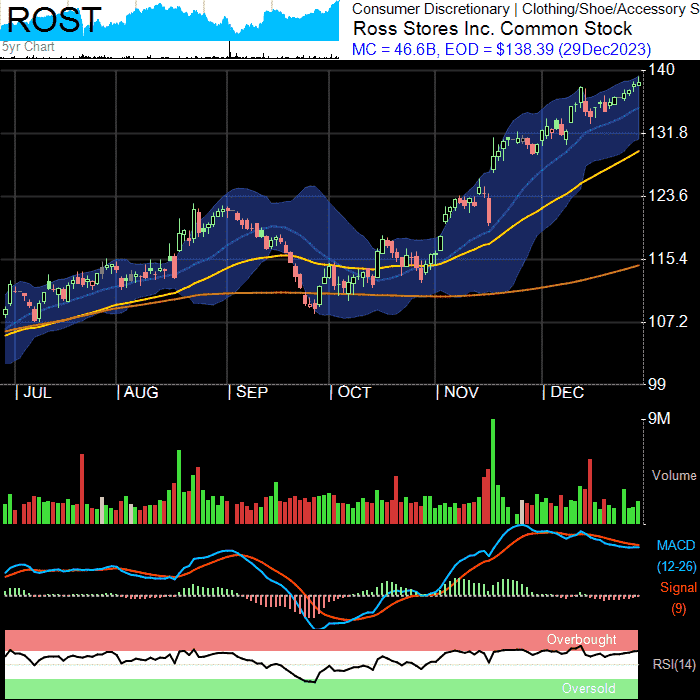 ROST
Consumer Discretionary | Clothing/Shoe/Accessory S
Ross Stores Inc. Common Stock
MC = 46.6B, EOD = $138.39 (29Dec2023)
5yr Chart
140
131.8
123.6
115.4
107.2
99
| JUL | AUG | SEP | OCT | NOV | DEC
9M
Volume
MACD
(12-26)
Signal
(9)
Overbought
RSI(14)
Oversold